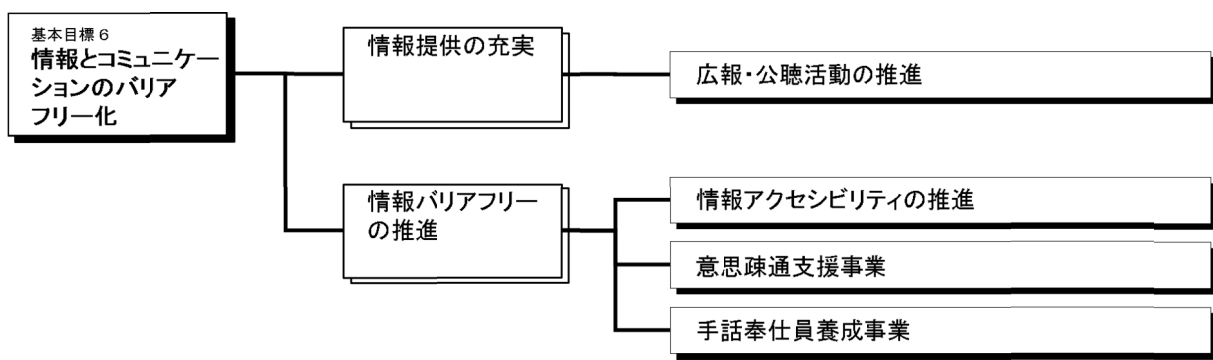 基本目標６
情報とコミュニケー
ションのバリア
フリー化
情報提供の充実
広報・公聴活動の推進
情報バリアフリー
の推進
情報アクセシビリティの推進
意思疎通支援事業
手話奉仕員養成事業